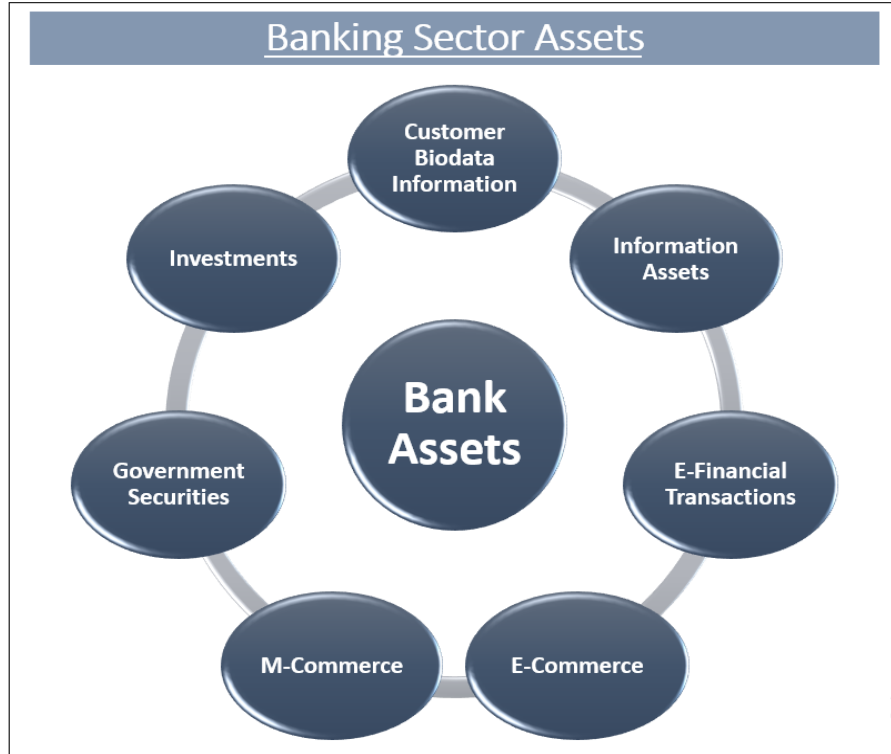 Banking Sector Assets
Customer
Biodata
Information
Information
Assets
E-Financial
Transactions
E-Commerce
M-Commerce
Government
Securities
Investments
Bank
Assets